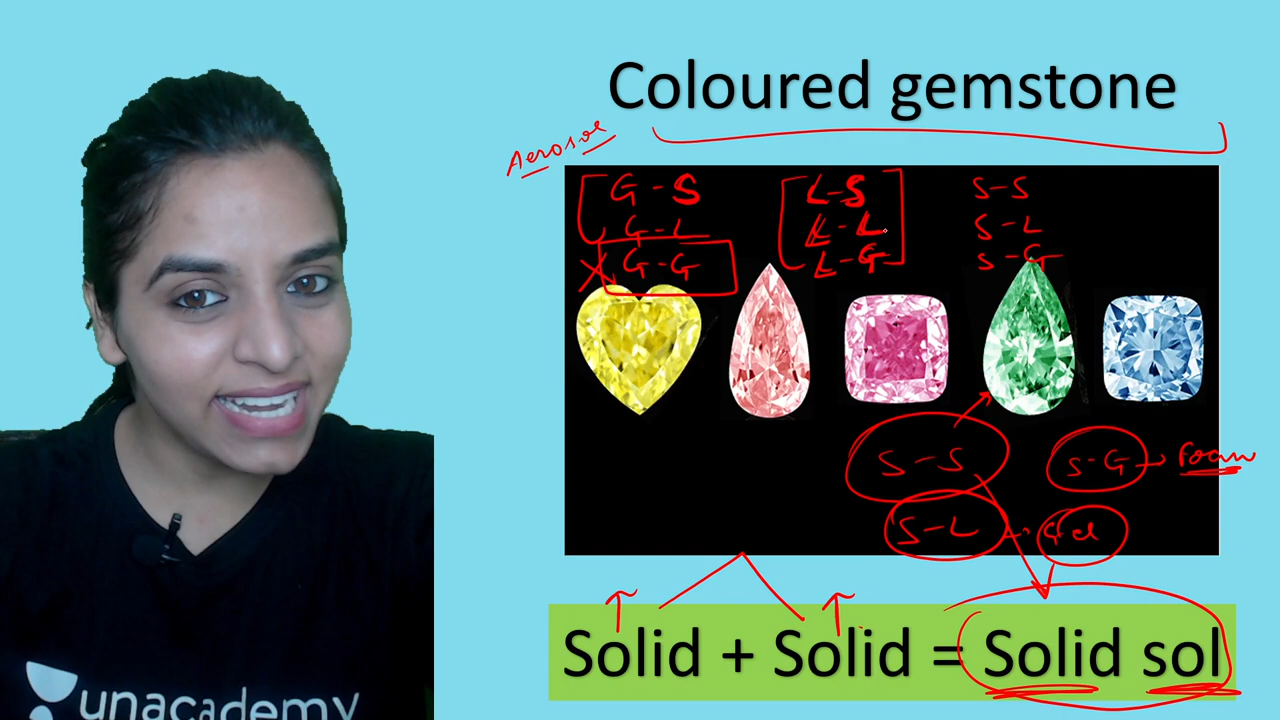 Coloured gemstone
Aerosol
G-S
G-L
G-G
L-S
L-L
L-G
S-S
S-L
S-G
S-S
S-G → Foam
S-L → Gel
Solid + Solid = Solid sol
unacademy